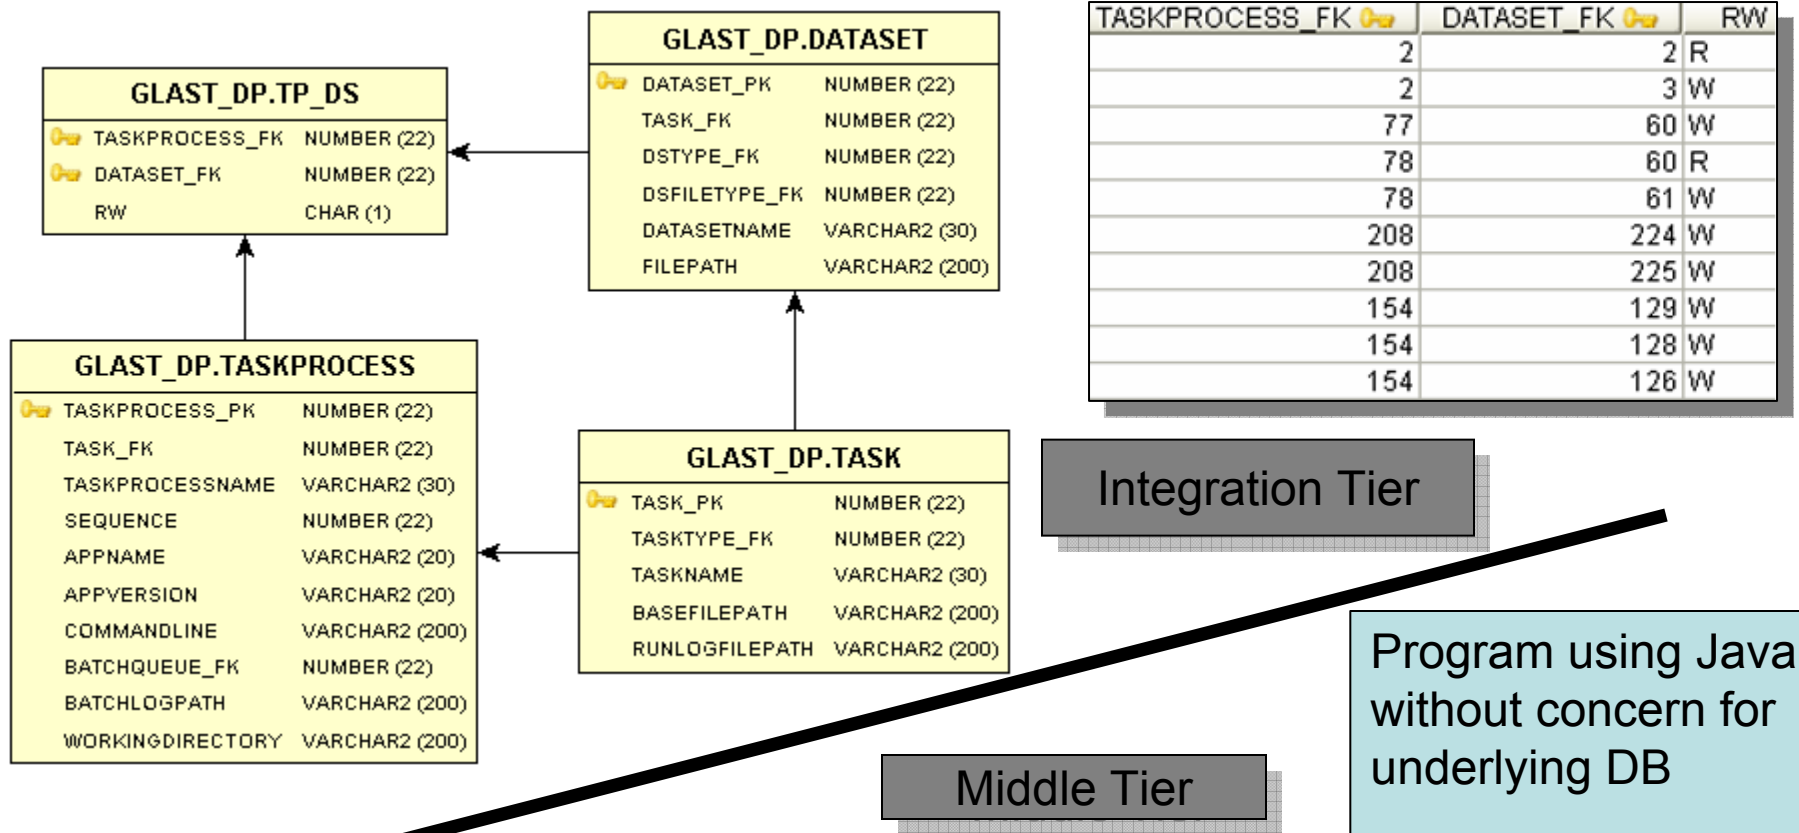 GLAST_DP.TP_DS
TASKPROCESS_FK NUMBER (22)
DATASET_FK NUMBER (22)
RW CHAR (1)
GLAST_DP.DATASET
DATASET_PK NUMBER (22)
TASK_FK NUMBER (22)
DSTYPE_FK NUMBER (22)
DSFILETYPE_FK NUMBER (22)
DATASETNAME VARCHAR2 (30)
FILEPATH VARCHAR2 (200)
TASKPROCESS_FK DATASET_FK RW
2 2 R
2 3 W
77 60 W
78 60 R
78 61 W
208 224 W
208 225 W
154 129 W
154 128 W
154 126 W
GLAST_DP.TASKPROCESS
TASKPROCESS_PK NUMBER (22)
TASK_FK NUMBER (22)
TASKPROCESSNAME VARCHAR2 (30)
SEQUENCE NUMBER (22)
APPNAME VARCHAR2 (20)
APPVERSION VARCHAR2 (20)
COMMANDLINE VARCHAR2 (200)
BATCHQUEUE_FK NUMBER (22)
BATCHLOGPATH VARCHAR2 (200)
WORKINGDIRECTORY VARCHAR2 (200)
GLAST_DP.TASK
TASK_PK NUMBER (22)
TASKTYPE_FK NUMBER (22)
TASKNAME VARCHAR2 (30)
BASEFILEPATH VARCHAR2 (200)
RUNLOGFILEPATH VARCHAR2 (200)
Integration Tier
Middle Tier
Program using Java
without concern for
underlying DB